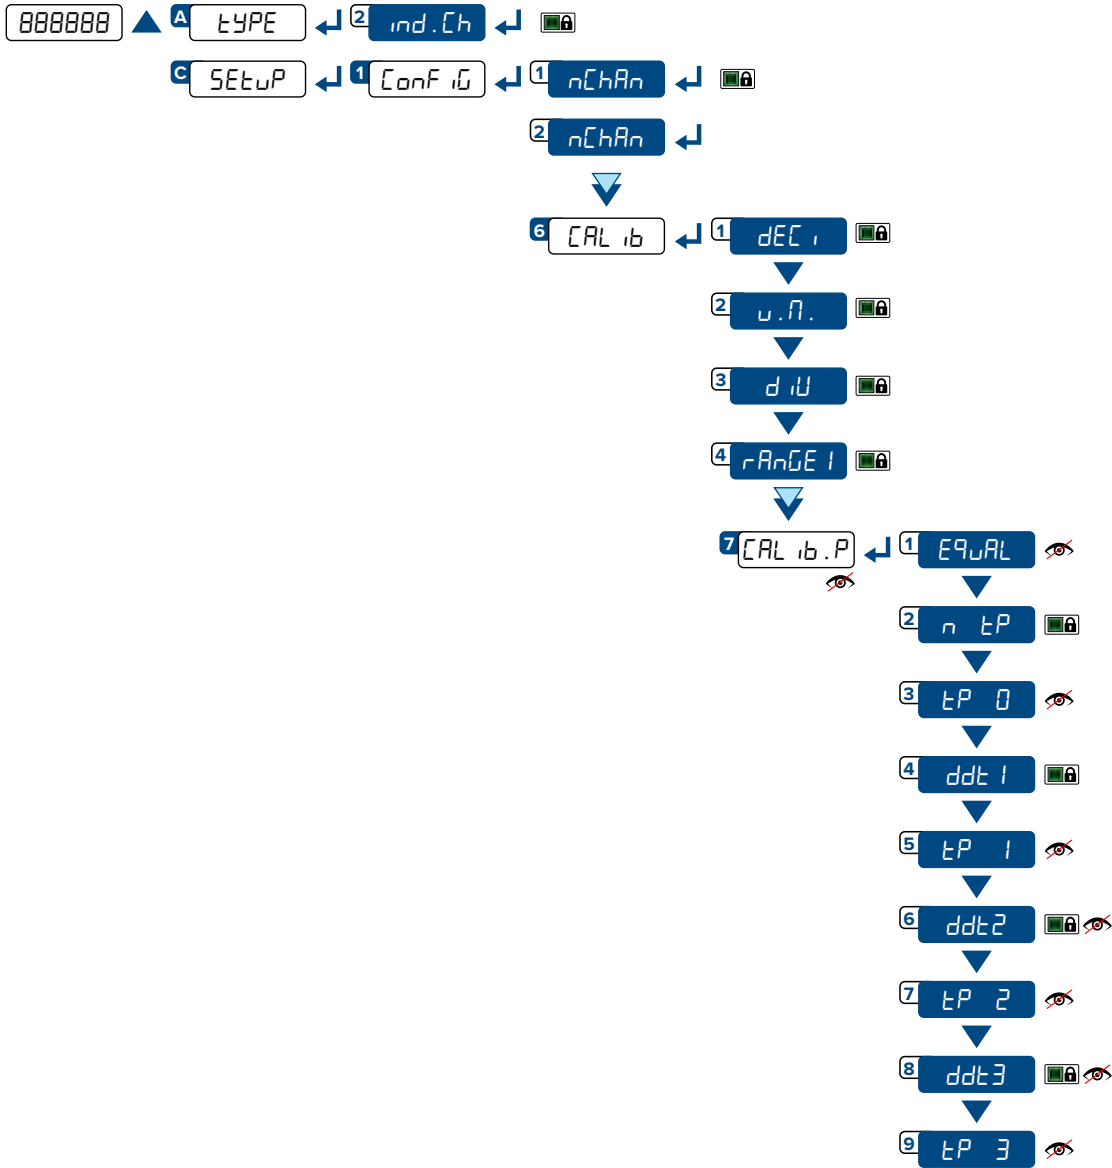 888888 A tYPE 2 ind.Ch
C SEtuP 1 ConFiG 1 nChAn
2 nChAn
6 CALib 1 dECi
2 u.M.
3 diU
4 rAnGE1
7 CALib.P 1 EquAL
2 n tP
3 tP 0
4 ddt1
5 tP 1
6 ddt2
7 tP 2
8 ddt3
9 tP 3